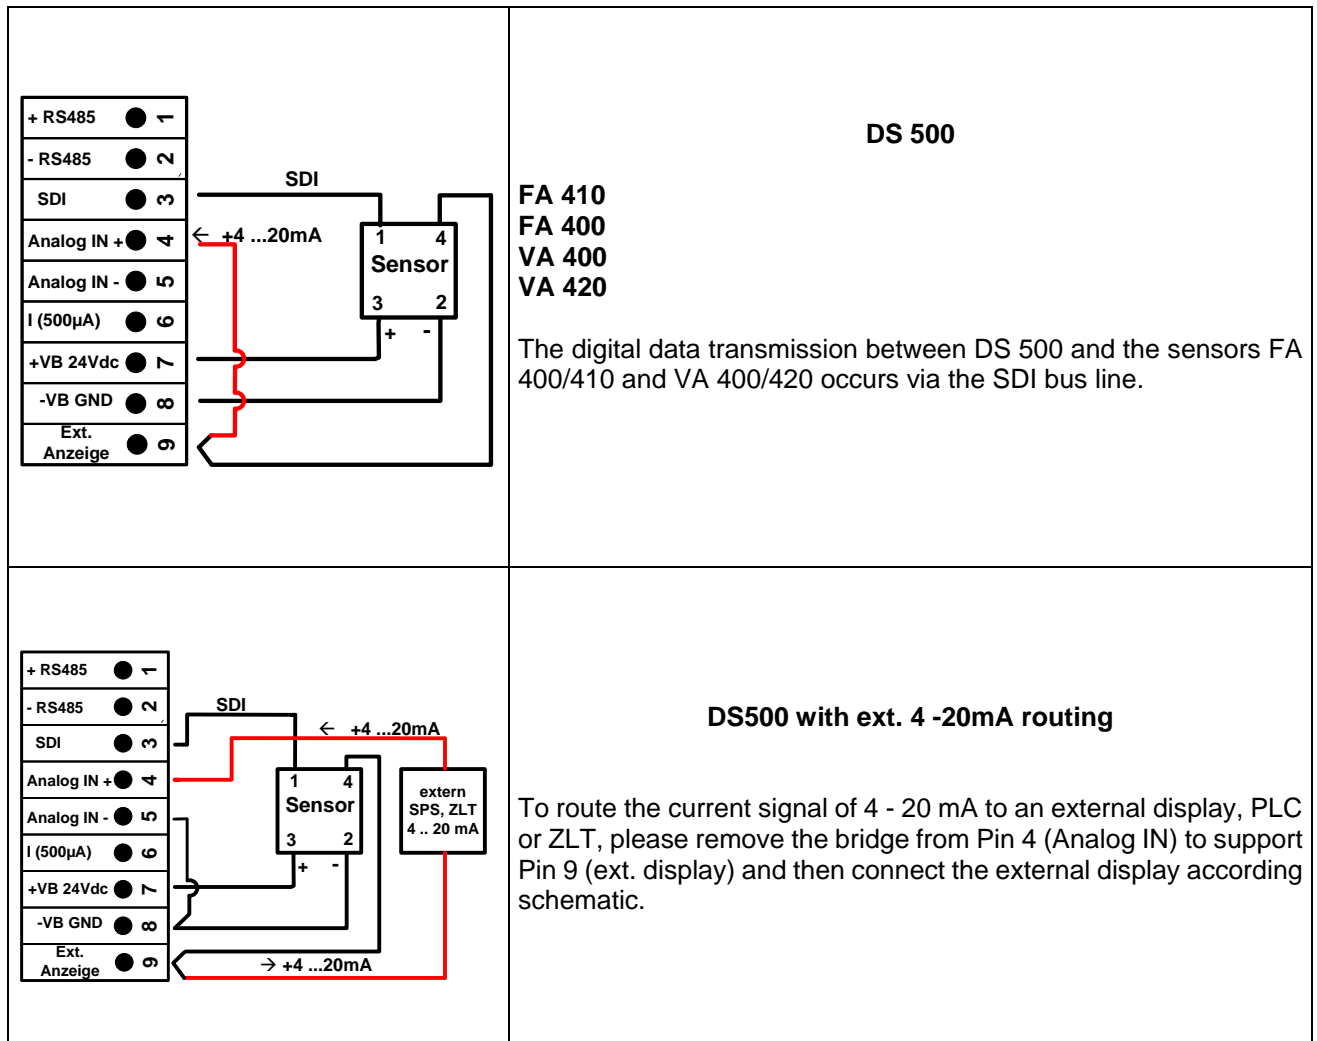 + RS485 1
- RS485 2
SDI 3
Analog IN + 4
Analog IN - 5
I (500µA) 6
+VB 24Vdc 7
-VB GND 8
Ext.
Anzeige 9
SDI
← +4 ...20mA
1 4
Sensor
3 2
+ -
DS 500
FA 410
FA 400
VA 400
VA 420
The digital data transmission between DS 500 and the sensors FA
400/410 and VA 400/420 occurs via the SDI bus line.
+ RS485 1
- RS485 2
SDI 3
Analog IN + 4
Analog IN - 5
I (500µA) 6
+VB 24Vdc 7
-VB GND 8
Ext.
Anzeige 9
SDI
← +4 ...20mA
1 4
Sensor
3 2
+ -
extern
SPS, ZLT
4 .. 20 mA
→ +4 ...20mA
DS500 with ext. 4 -20mA routing
To route the current signal of 4 - 20 mA to an external display, PLC
or ZLT, please remove the bridge from Pin 4 (Analog IN) to support
Pin 9 (ext. display) and then connect the external display according
schematic.